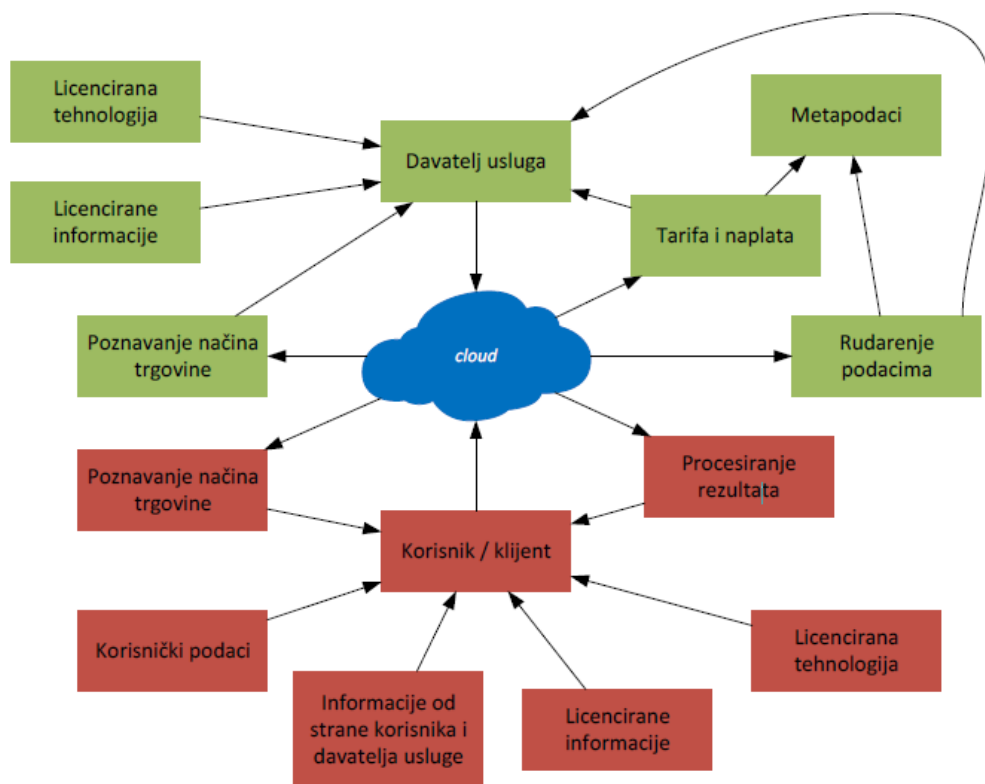 Licencirana
tehnologija
Davatelj usluga
Metapodaci
Licencirane
informacije
Tarifa i naplata
Poznavanje načina
trgovine
cloud
Rudarenje
podacima
Poznavanje načina
trgovine
Procesiranje
rezultata
Korisnik / klijent
Korisnički podaci
Licencirana
tehnologija
Informacije od
strane korisnika i
davatelja usluge
Licencirane
informacije